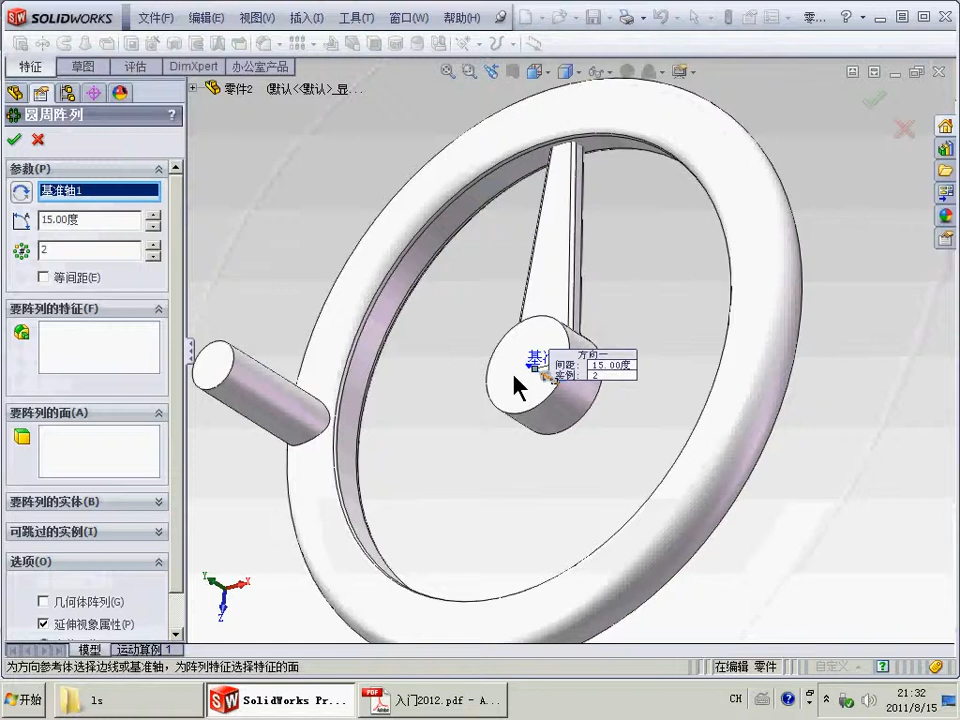 SOLIDWORKS
文件(F) 编辑(E) 视图(V) 插入(I) 工具(T) 窗口(W) 帮助(H) 零... ?
特征 草图 评估 DimXpert 办公室产品
零件2 (默认<<默认>_显...
圆周阵列 ?
参数(P)
基准轴1
15.00度
2
等间距(E)
要阵列的特征(F)
要阵列的面(A)
要阵列的实体(B)
可跳过的实例(I)
选项(O)
几何体阵列(G)
延伸视象属性(P)
方向一
间距: 15.00度
实例: 2
Y X Z
模型 运动算例 1
为方向参考体选择边线或基准轴，为阵列特征选择特征的面
在编辑 零件 自定义
开始 ls SolidWorks Pr... 入门2012.pdf - A...
CH
21:32
2011/8/15